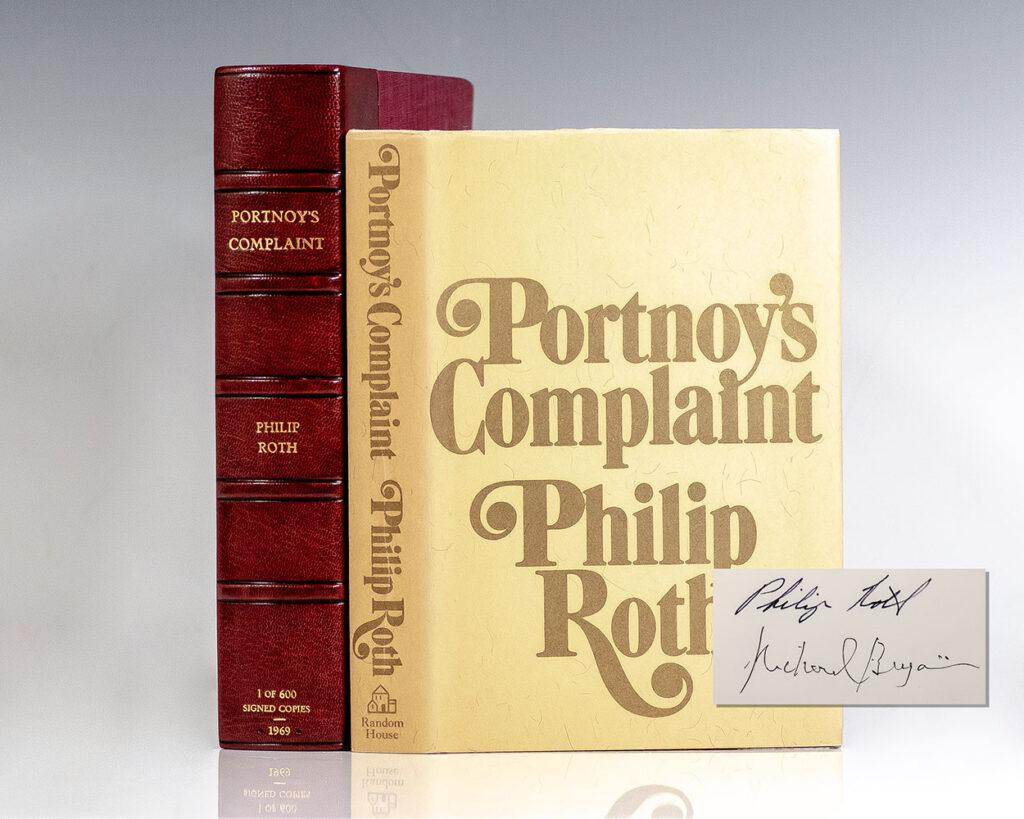 PORTNOY'S
COMPLAINT
PHILIP
ROTH
1 OF 600
SIGNED COPIES
1969
Portnoy's Complaint Philip Roth
Random
House
Portnoy's
Complaint
Philip
Roth
Philip Roth
Michael